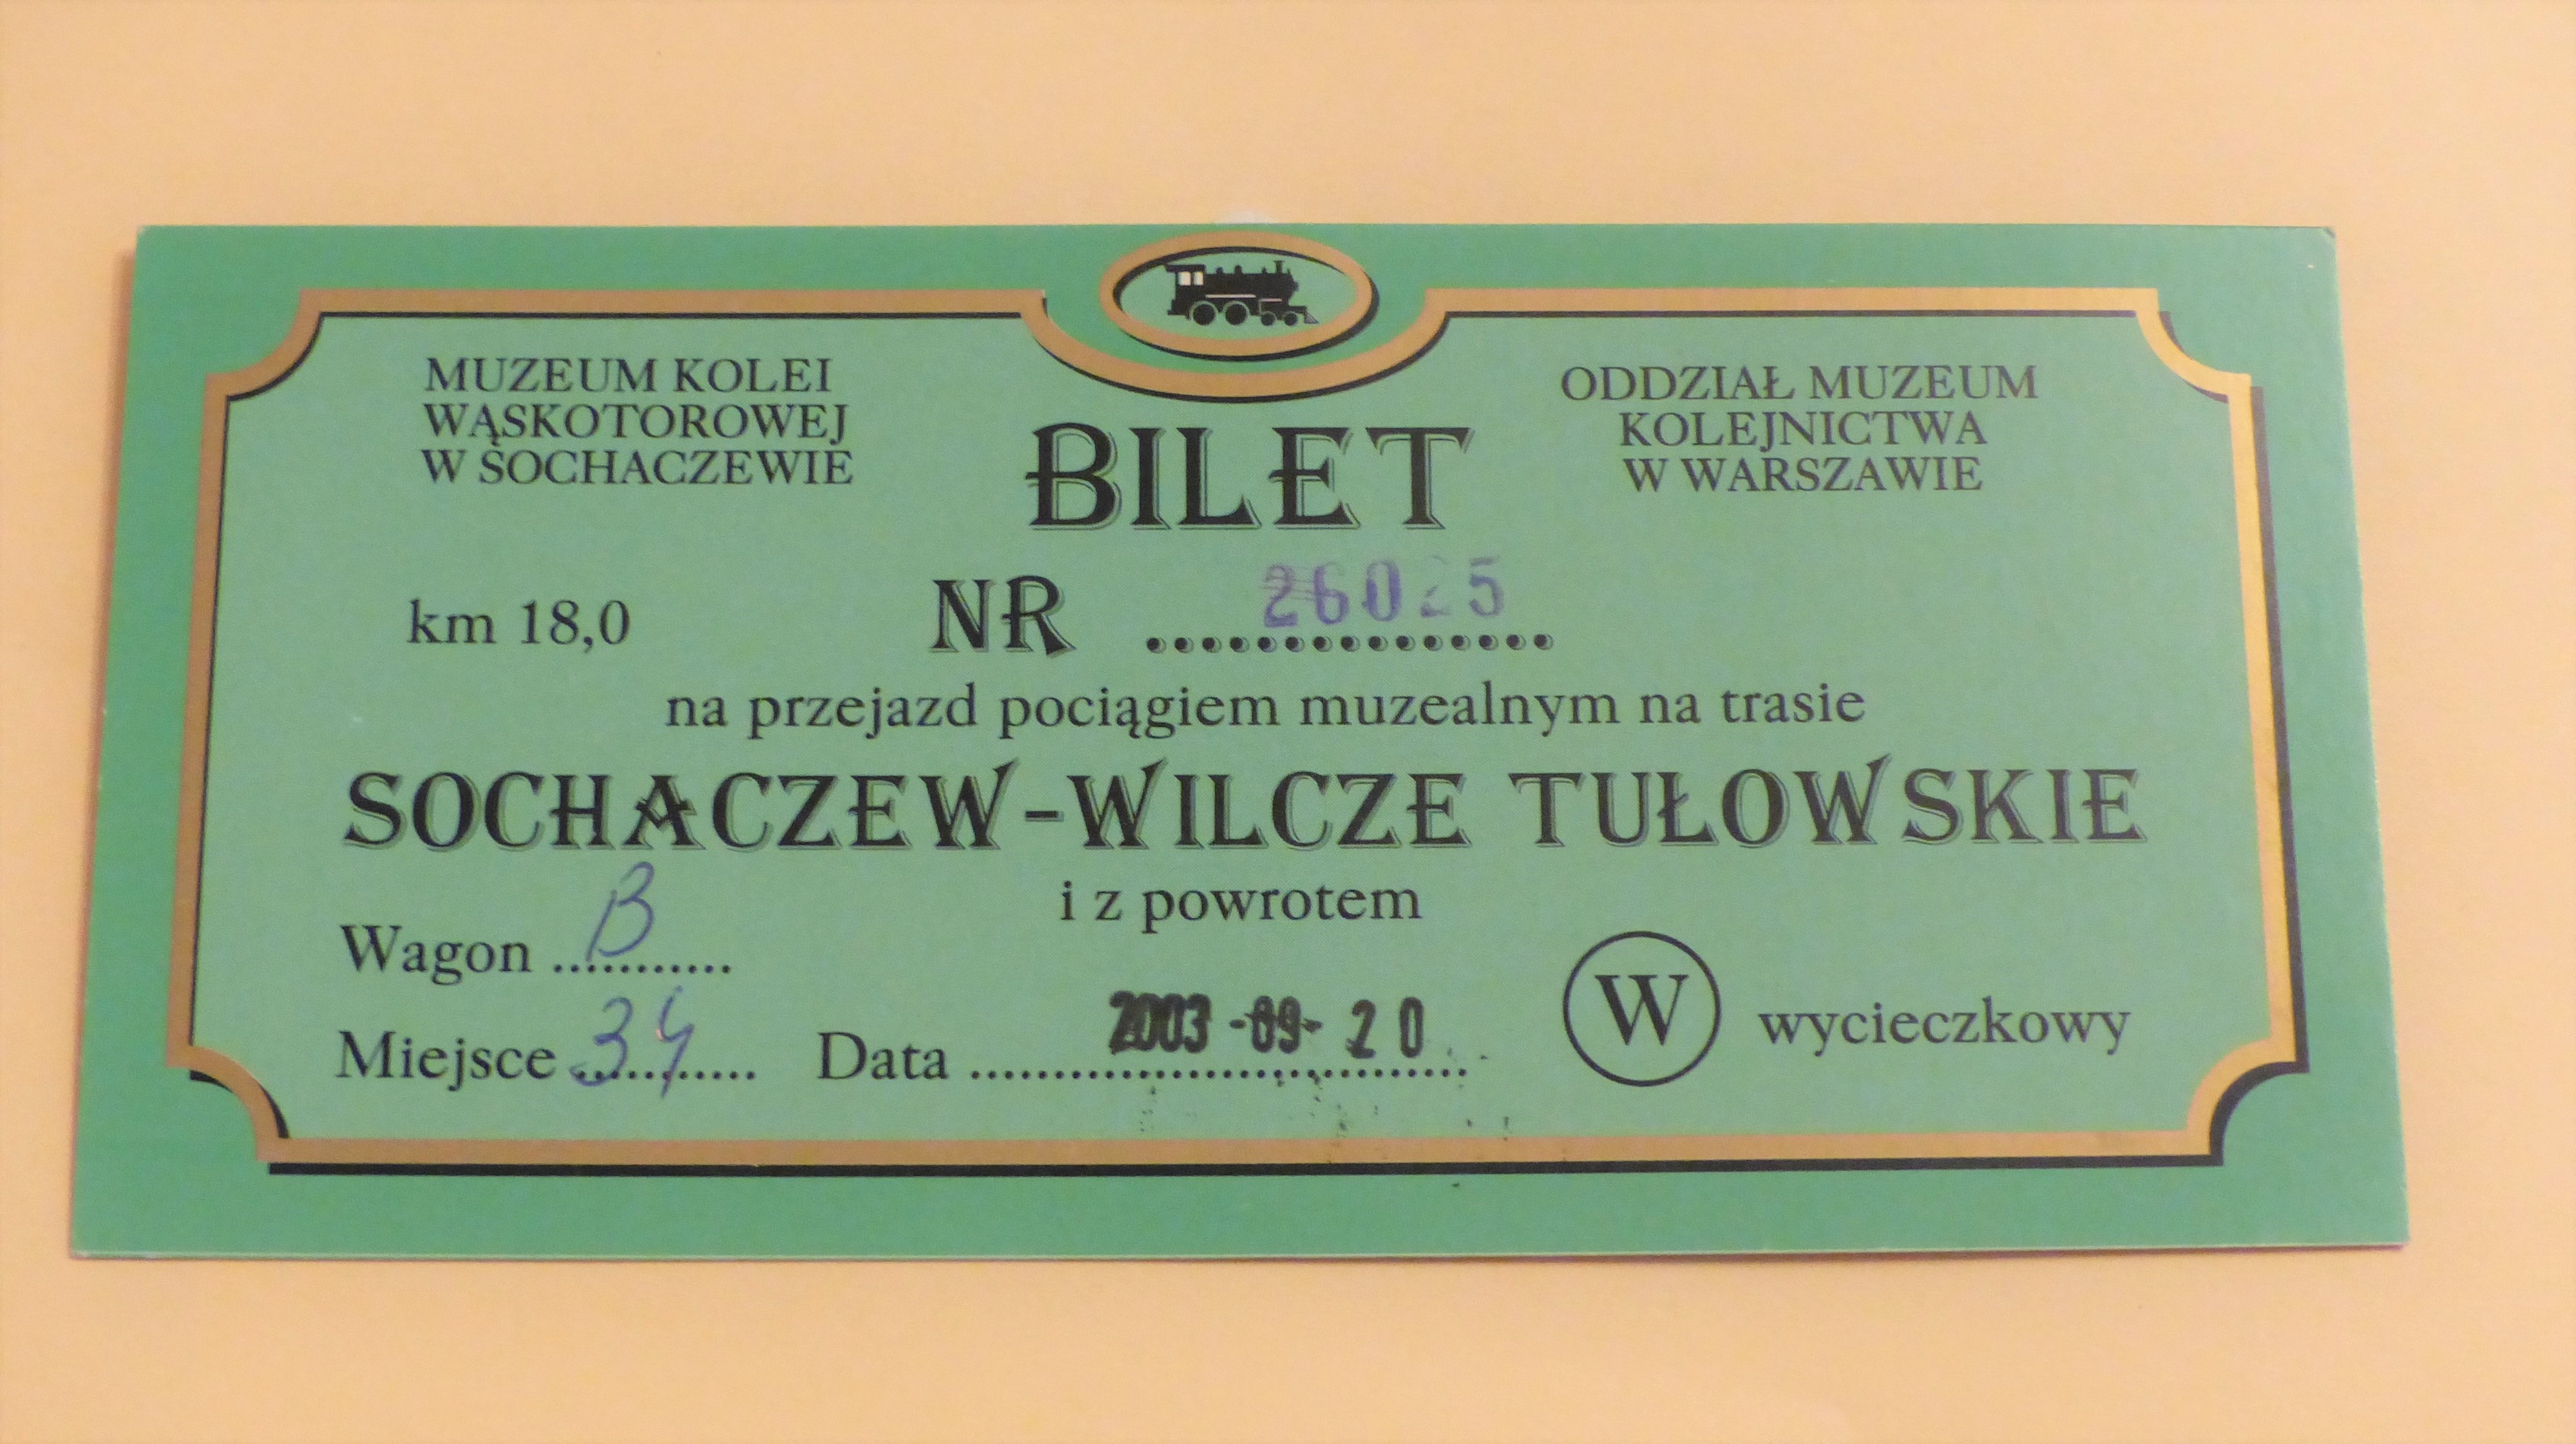 MUZEUM KOLEI
WĄSKOTOROWEJ
W SOCHACZEWIE
ODDZIAŁ MUZEUM
KOLEJNICTWA
W WARSZAWIE
BILET
km 18,0
NR
na przejazd pociągiem muzealnym na trasie
SOCHACZEW-WILCZE TUŁOWSKIE
i z powrotem
Wagon B
Miejsce 34
Data 2003-09-20
W wycieczkowy